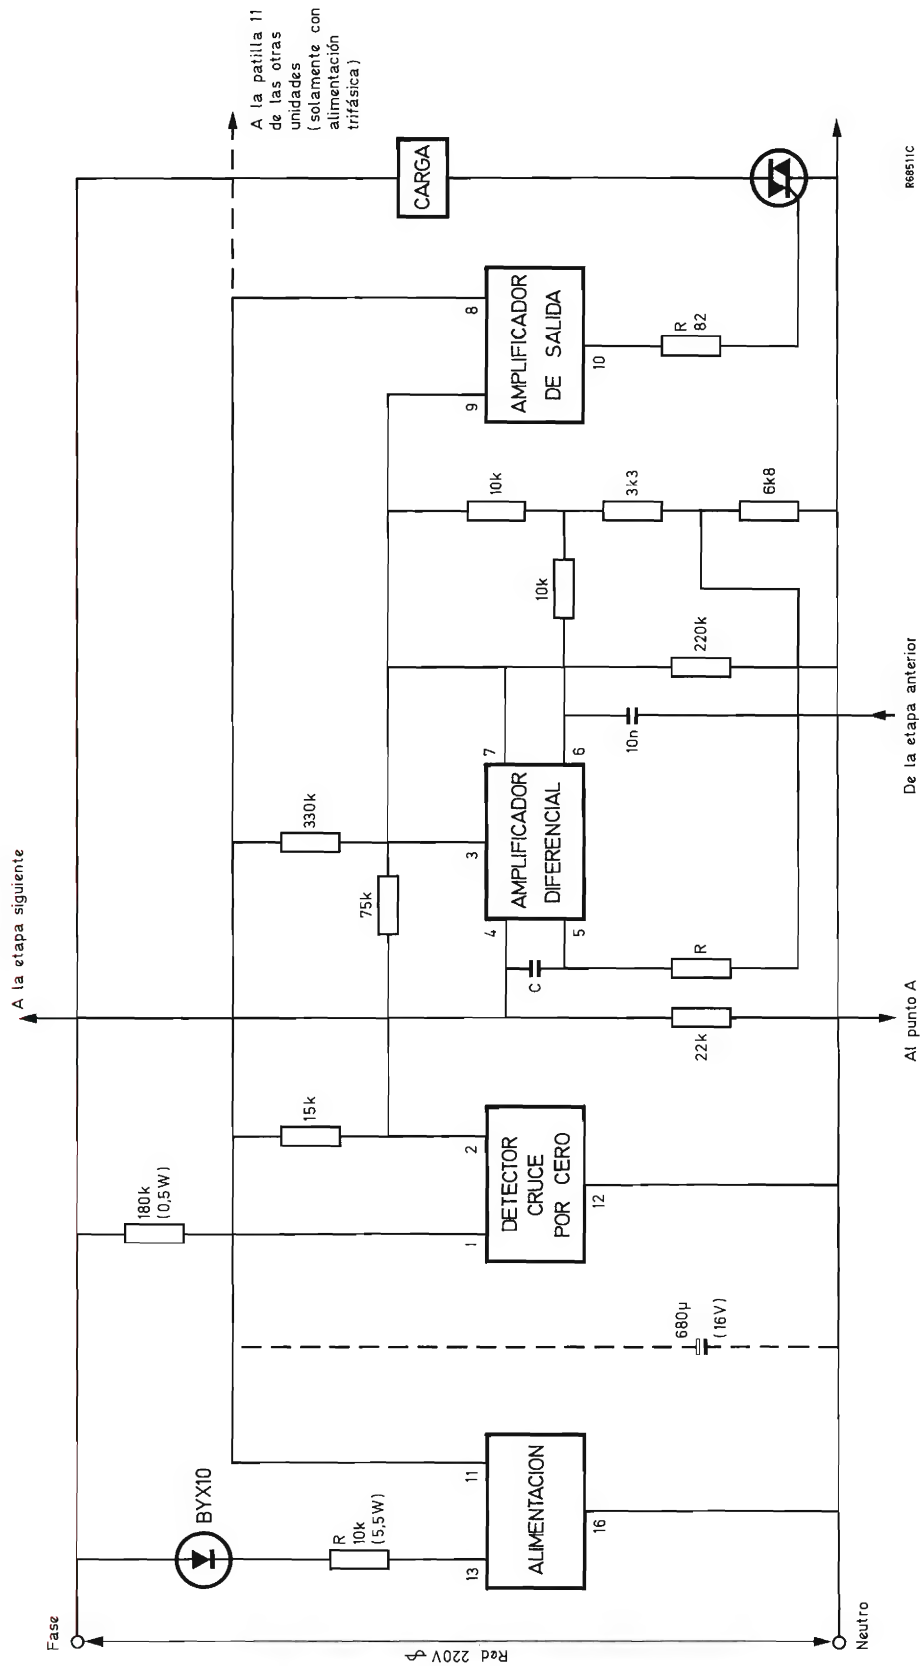 Fase
Red 220V
Neutro
BYX10
R
10k
(5,5W)
13
11
ALIMENTACION
16
680µ
(16V)
180k
(0,5W)
15k
1
2
DETECTOR
CRUCE
POR CERO
12
A la etapa siguiente
22k
Al punto A
75k
330k
C
R
4
3
7
5
6
AMPLIFICADOR
DIFERENCIAL
10n
De la etapa anterior
220k
10k
10k
3k3
6k8
9
8
AMPLIFICADOR
DE SALIDA
10
R
82
CARGA
A la patilla 11
de las otras
unidades
(solamente con
alimentación
trifásica)
R68511C